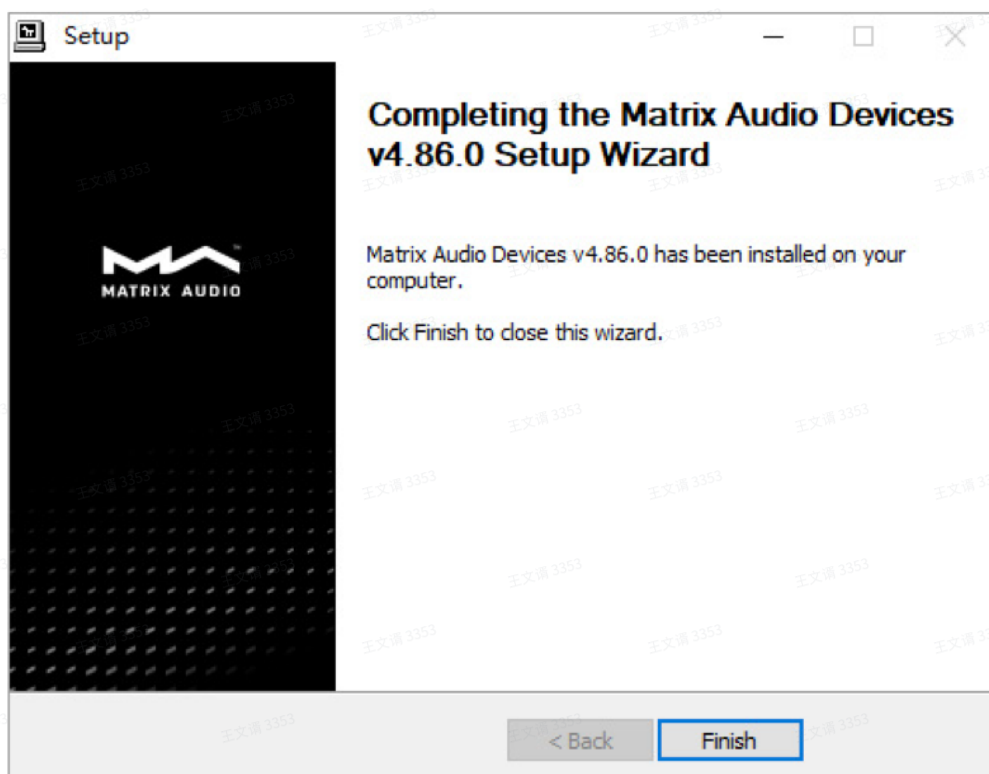 Setup
Completing the Matrix Audio Devices
v4.86.0 Setup Wizard
MATRIX AUDIO
Matrix Audio Devices v4.86.0 has been installed on your
computer.
Click Finish to close this wizard.
< Back
Finish